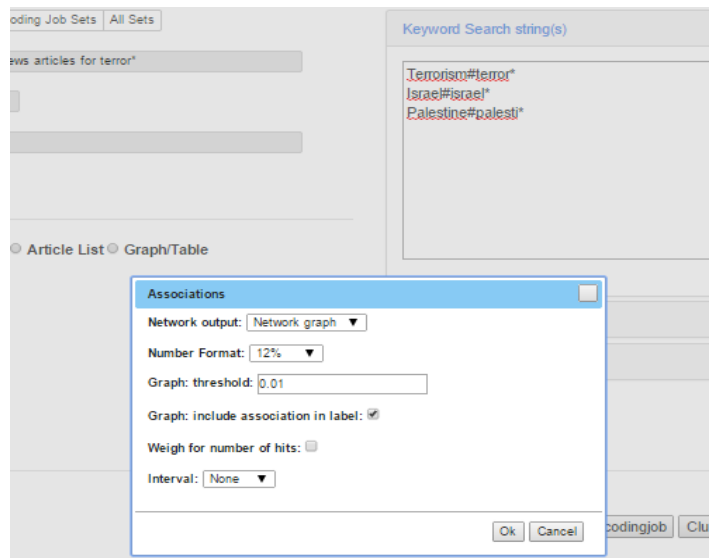 oding Job Sets All Sets
Keyword Search string(s)
ews articles for terror*
Terrorism#terror*
Israel#israel*
Palestine#palesti*
Article List Graph/Table
Associations
Network output: Network graph ▼
Number Format: 12% ▼
Graph: threshold: 0.01
Graph: include association in label:
Weigh for number of hits:
Interval: None ▼
Ok Cancel
codingjob Clu